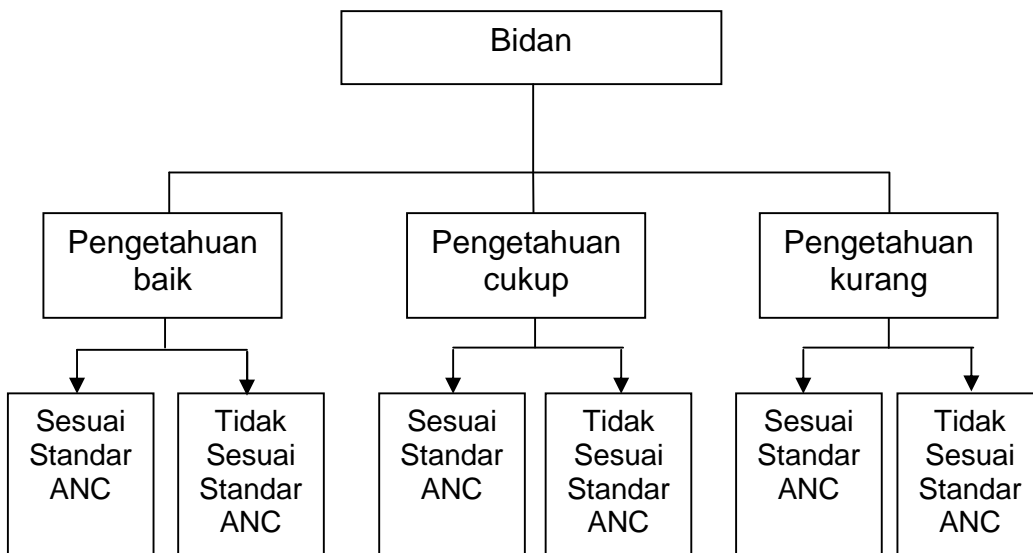 Bidan
Pengetahuan
baik
Pengetahuan
cukup
Pengetahuan
kurang
Sesuai
Standar
ANC
Tidak
Sesuai
Standar
ANC
Sesuai
Standar
ANC
Tidak
Sesuai
Standar
ANC
Sesuai
Standar
ANC
Tidak
Sesuai
Standar
ANC